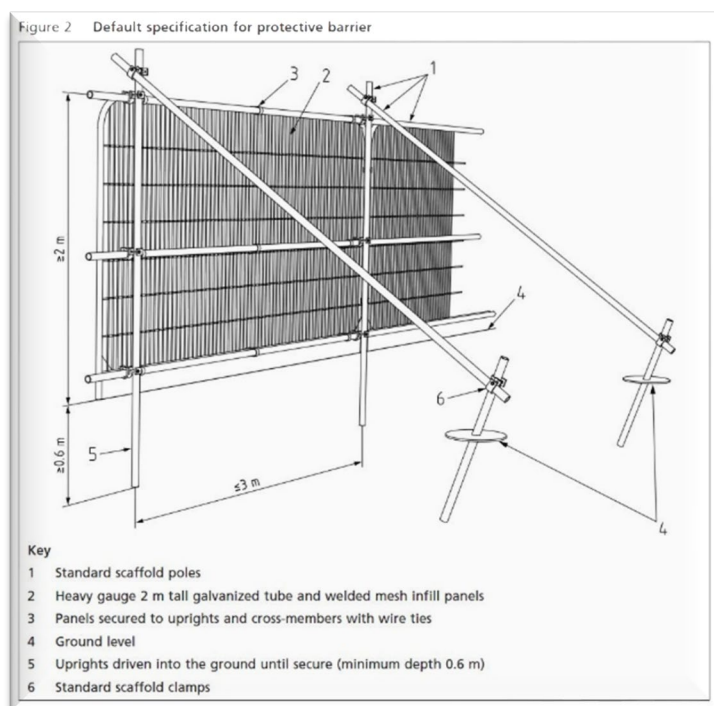 Figure 2 Default specification for protective barrier
3
2
1
≥2 m
4
6
≥0.6 m
5
≤3 m
4
Key
1 Standard scaffold poles
2 Heavy gauge 2 m tall galvanized tube and welded mesh infill panels
3 Panels secured to uprights and cross-members with wire ties
4 Ground level
5 Uprights driven into the ground until secure (minimum depth 0.6 m)
6 Standard scaffold clamps